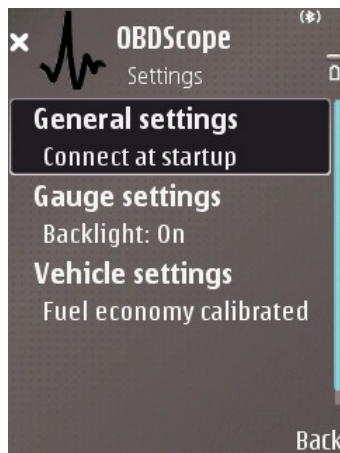 OBDScope
Settings
General settings
Connect at startup
Gauge settings
Backlight: On
Vehicle settings
Fuel economy calibrated
Back